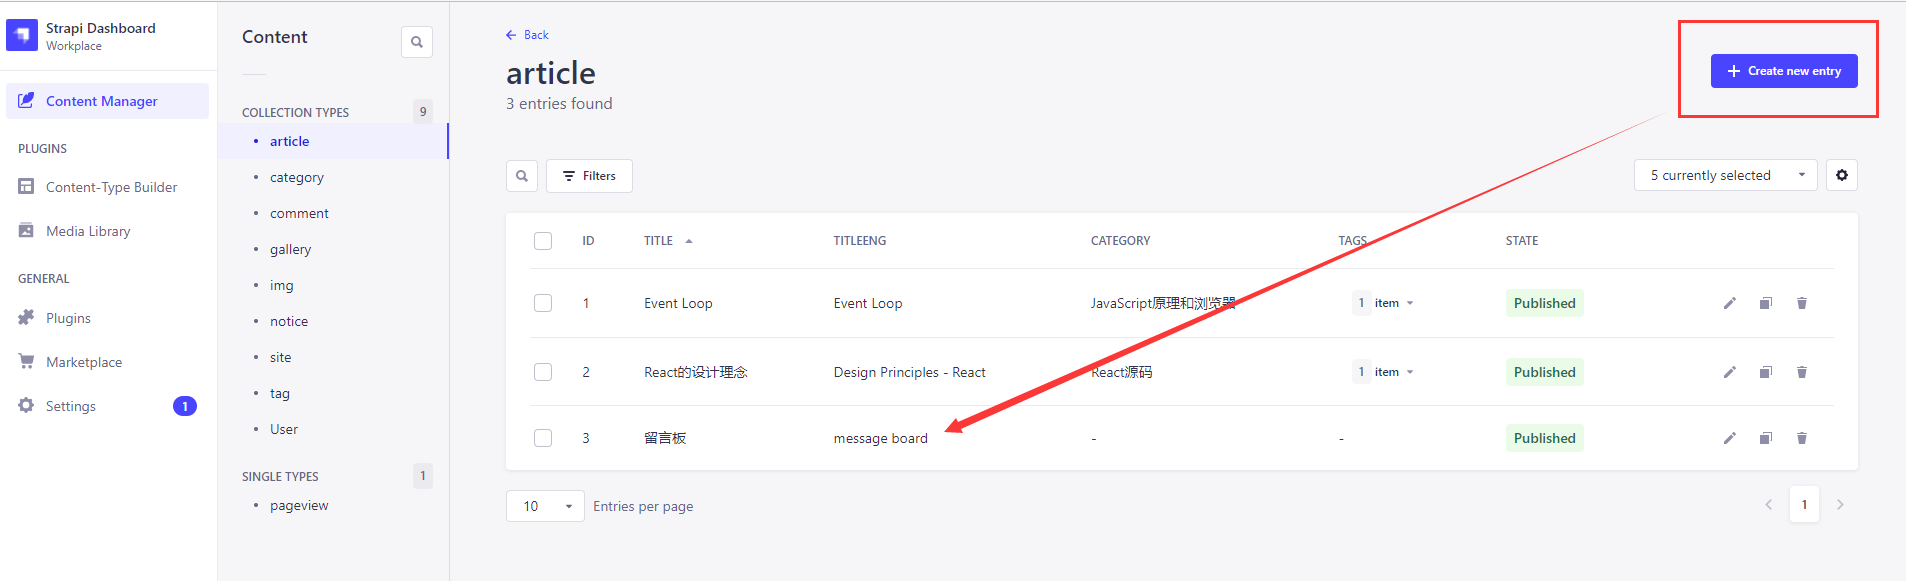 Strapi Dashboard
Workplace
Content Manager
PLUGINS
Content-Type Builder
Media Library
GENERAL
Plugins
Marketplace
Settings 1
Content
COLLECTION TYPES 9
article
category
comment
gallery
img
notice
site
tag
User
SINGLE TYPES 1
pageview
Back
article
3 entries found
Create new entry
Filters
5 currently selected
ID TITLE TITLEENG CATEGORY TAGS STATE
1 Event Loop Event Loop JavaScript原理和浏览器 1 item Published
2 React的设计理念 Design Principles - React React源码 1 item Published
3 留言板 message board - - Published
10 Entries per page
1